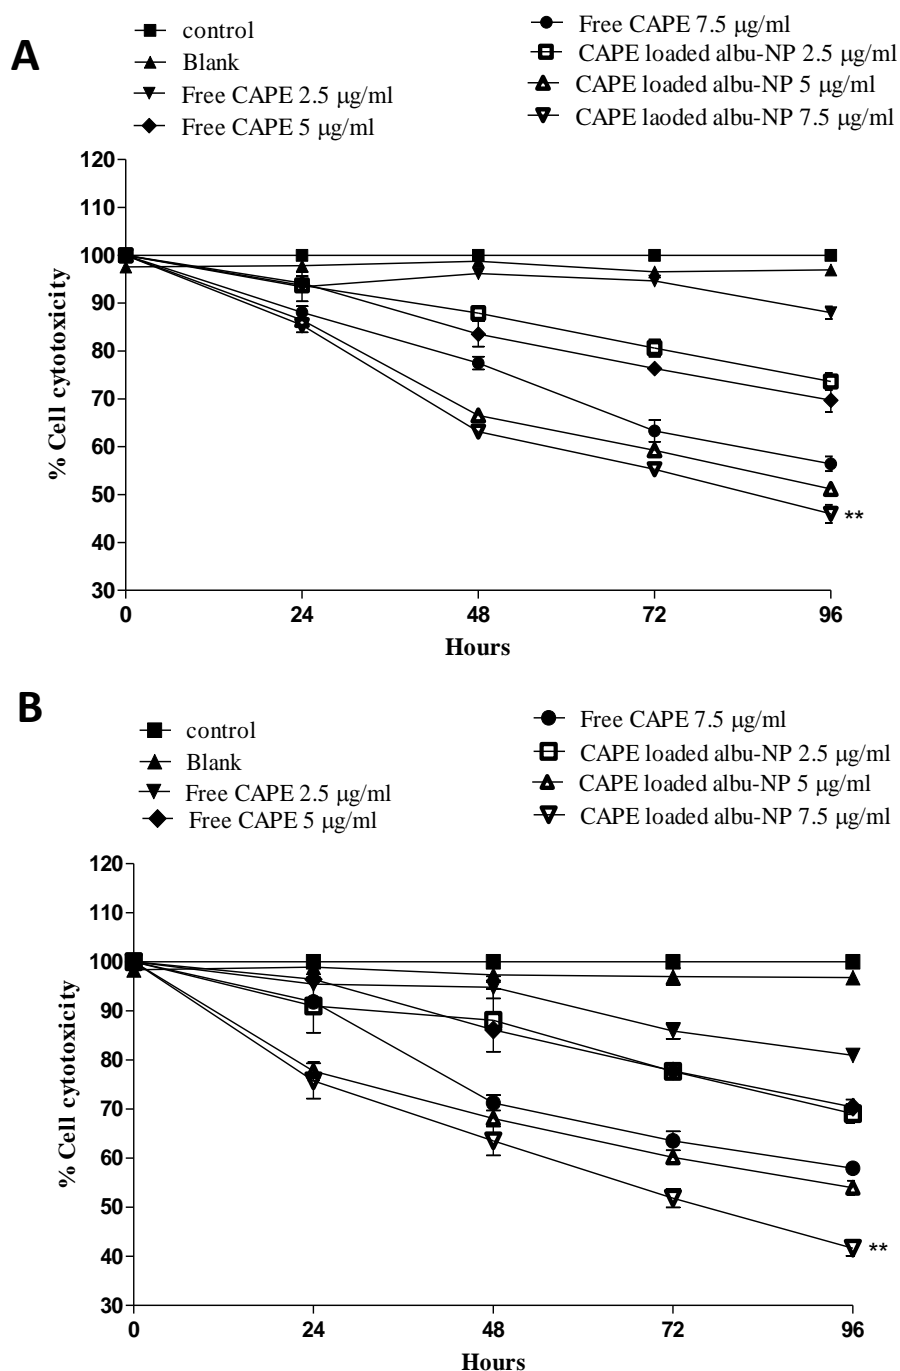 A
control
Blank
Free CAPE 2.5 μg/ml
Free CAPE 5 μg/ml
Free CAPE 7.5 μg/ml
CAPE loaded albu-NP 2.5 μg/ml
CAPE loaded albu-NP 5 μg/ml
CAPE laoded albu-NP 7.5 μg/ml
120
110
100
90
80
70
60
50
40
30
% Cell cytotoxicity
**
0 24 48 72 96
Hours
B
control
Blank
Free CAPE 2.5 μg/ml
Free CAPE 5 μg/ml
Free CAPE 7.5 μg/ml
CAPE loaded albu-NP 2.5 μg/ml
CAPE loaded albu-NP 5 μg/ml
CAPE loaded albu-NP 7.5 μg/ml
120
110
100
90
80
70
60
50
40
30
% Cell cytotoxicity
**
0 24 48 72 96
Hours